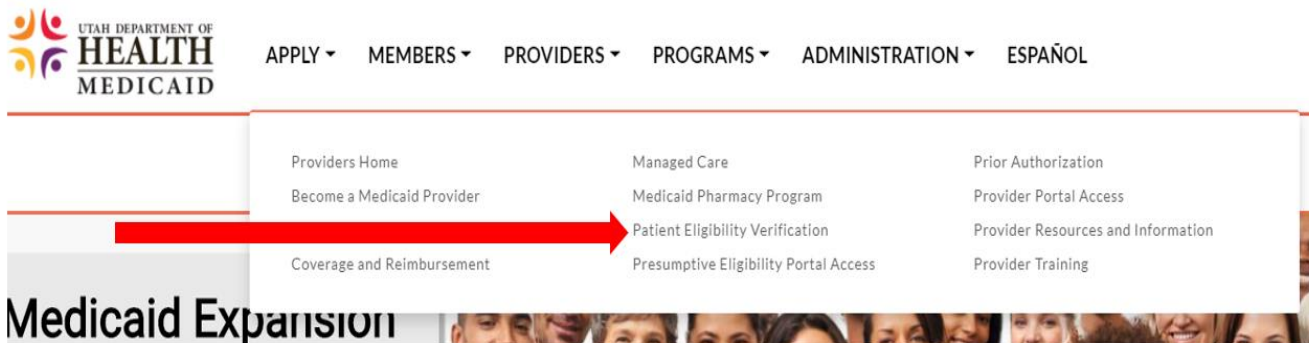 UTAH DEPARTMENT OF
HEALTH
MEDICAID
APPLY MEMBERS PROVIDERS PROGRAMS ADMINISTRATION ESPAÑOL
Providers Home
Become a Medicaid Provider
Coverage and Reimbursement
Managed Care
Medicaid Pharmacy Program
Patient Eligibility Verification
Presumptive Eligibility Portal Access
Prior Authorization
Provider Portal Access
Provider Resources and Information
Provider Training
Medicaid Expansion